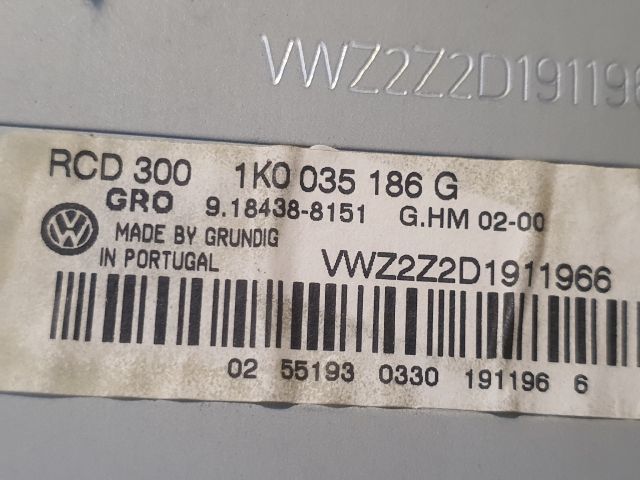 VWZ2Z2D191196
RCD 300 1K0 035 186 G
GRO 9.18438-8151 G.HM 02-00
MADE BY GRUNDIG
IN PORTUGAL
VWZ2Z2D1911966
02 55193 0330 191196 6